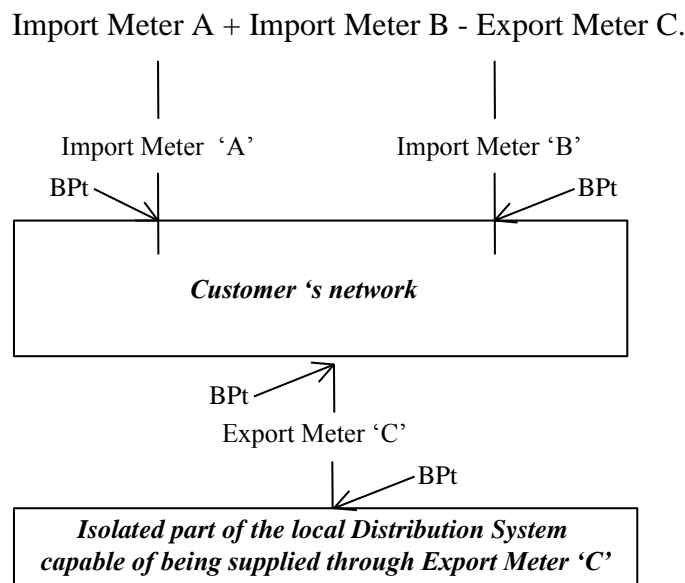 Import Meter A + Import Meter B - Export Meter C.
Import Meter ‘A’ Import Meter ‘B’
BPt BPt
Customer ‘s network
BPt
Export Meter ‘C’
BPt
Isolated part of the local Distribution System
capable of being supplied through Export Meter ‘C’